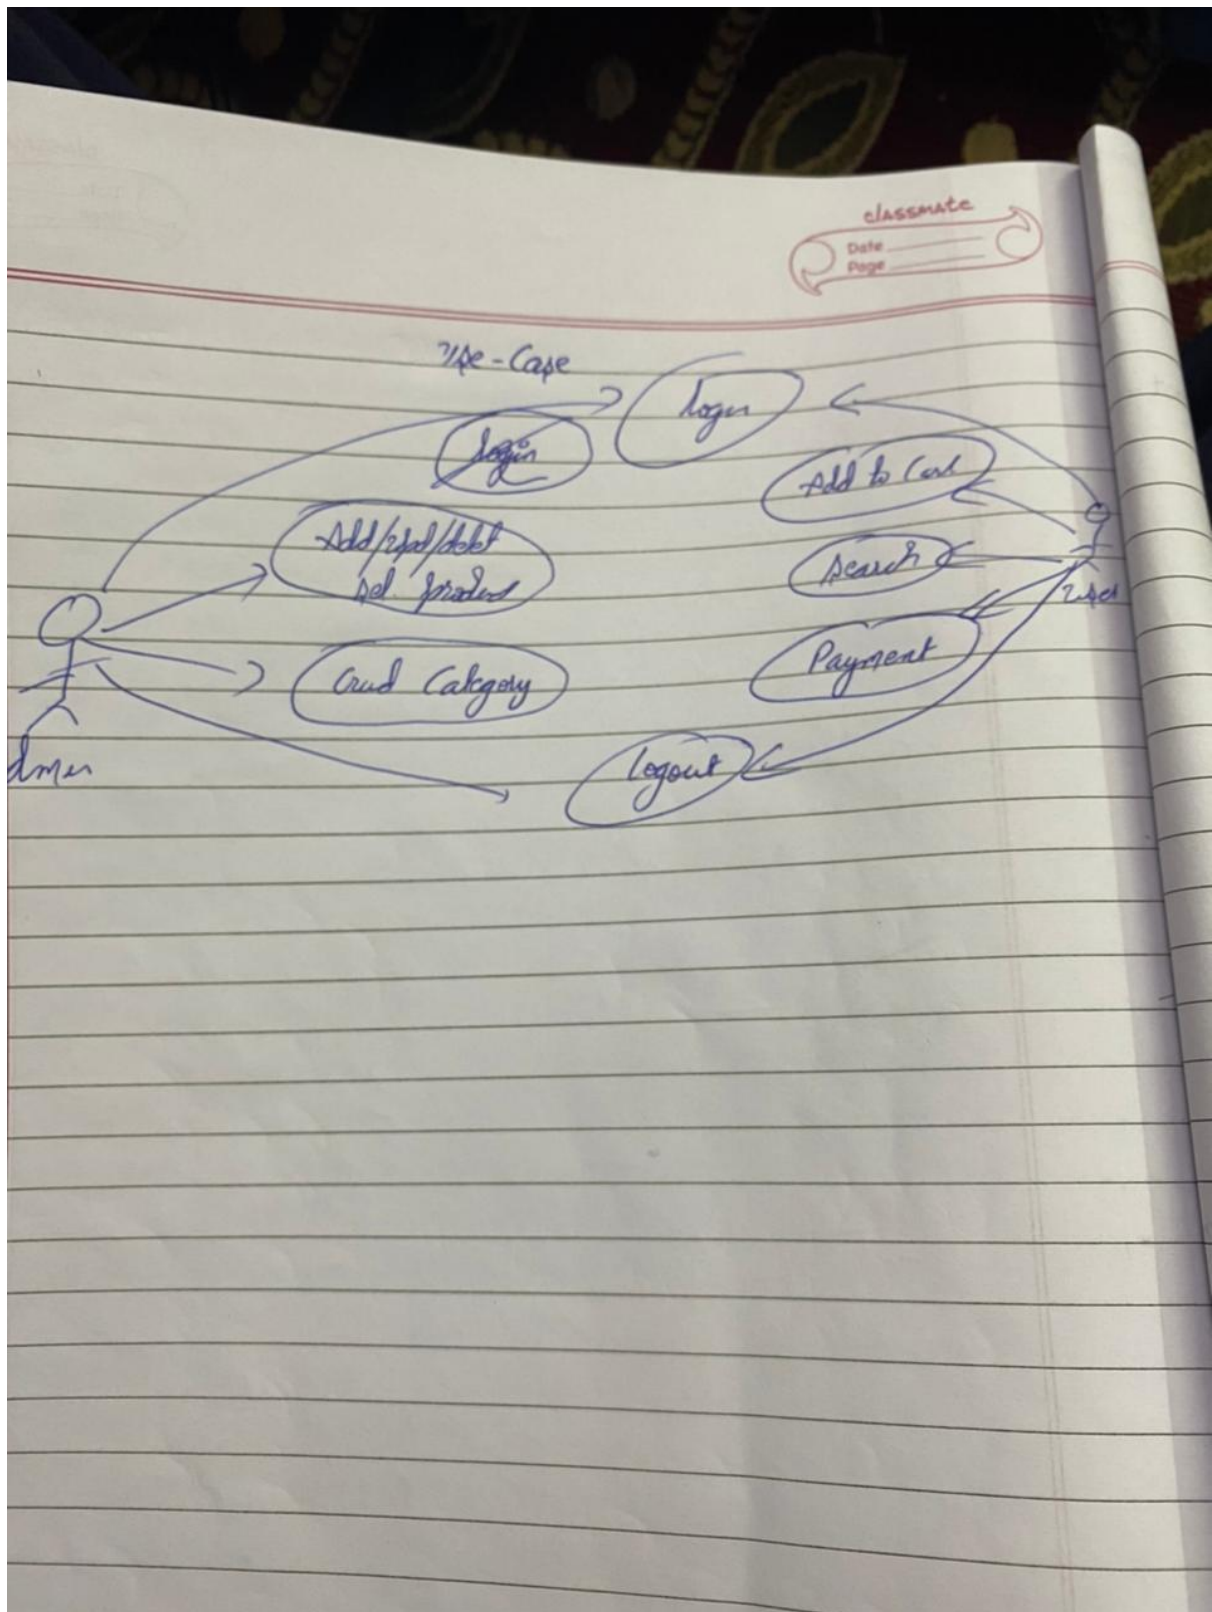 classmate
Date
Page
Use-Case
login
login
Add to Cart
Add/upd/delet
sel. product
search
User
Payment
Crud Category
logout
dmin